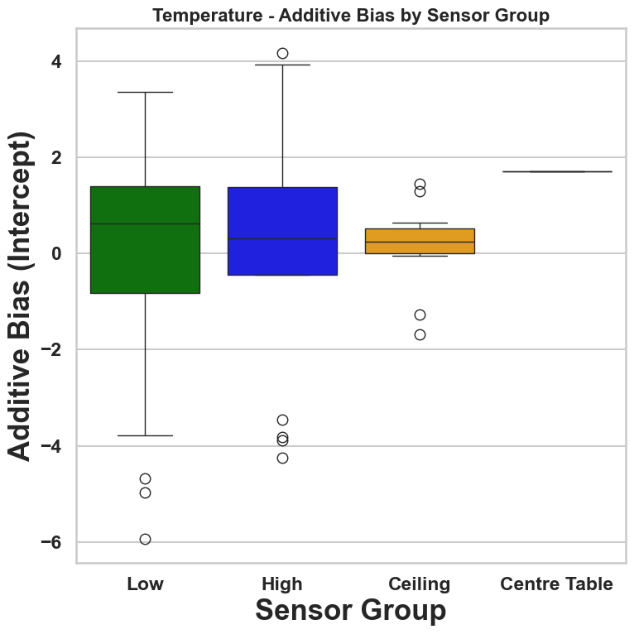 Temperature - Additive Bias by Sensor Group
Additive Bias (Intercept)
4
2
0
−2
−4
−6
Low High Ceiling Centre Table
Sensor Group